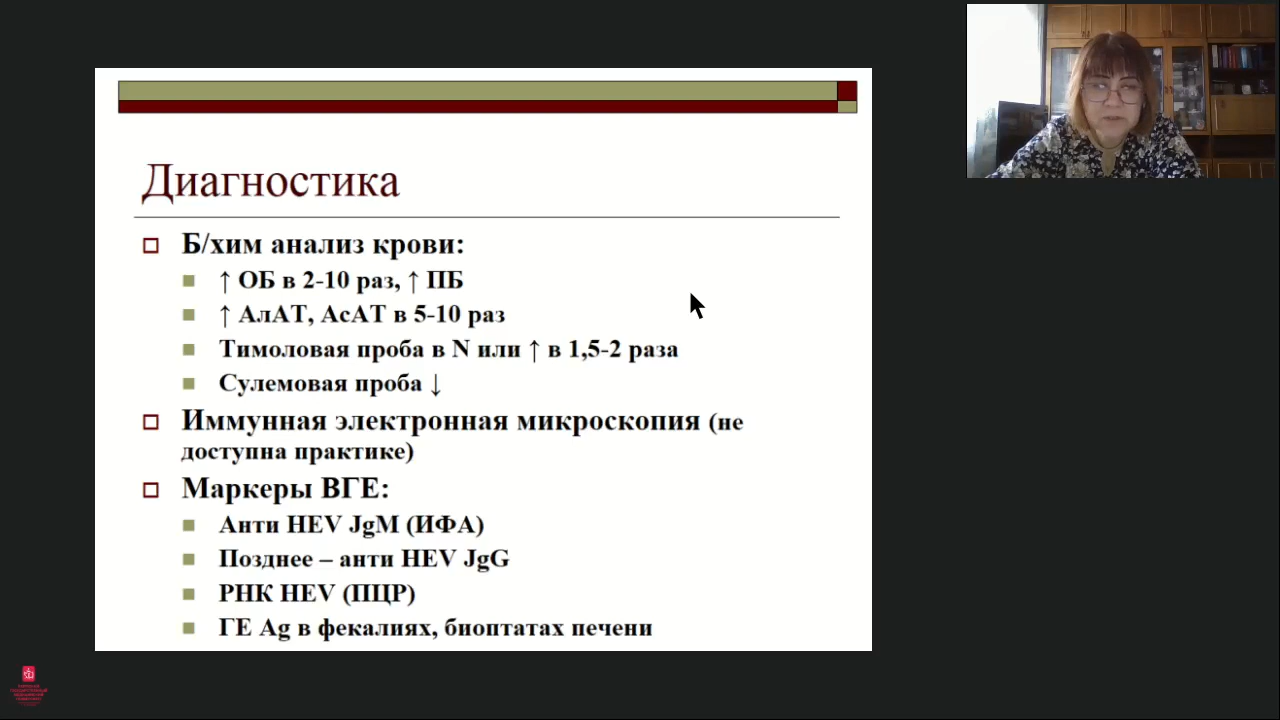 Диагностика
Б/хим анализ крови:
↑ ОБ в 2-10 раз, ↑ ПБ
↑ АлАТ, АсАТ в 5-10 раз
Тимоловая проба в N или ↑ в 1,5-2 раза
Сулемовая проба ↓
Иммунная электронная микроскопия (не
доступна практике)
Маркеры ВГЕ:
Анти HEV JgM (ИФА)
Позднее – анти HEV JgG
РНК HEV (ПЦР)
ГЕ Ag в фекалиях, биоптатах печени